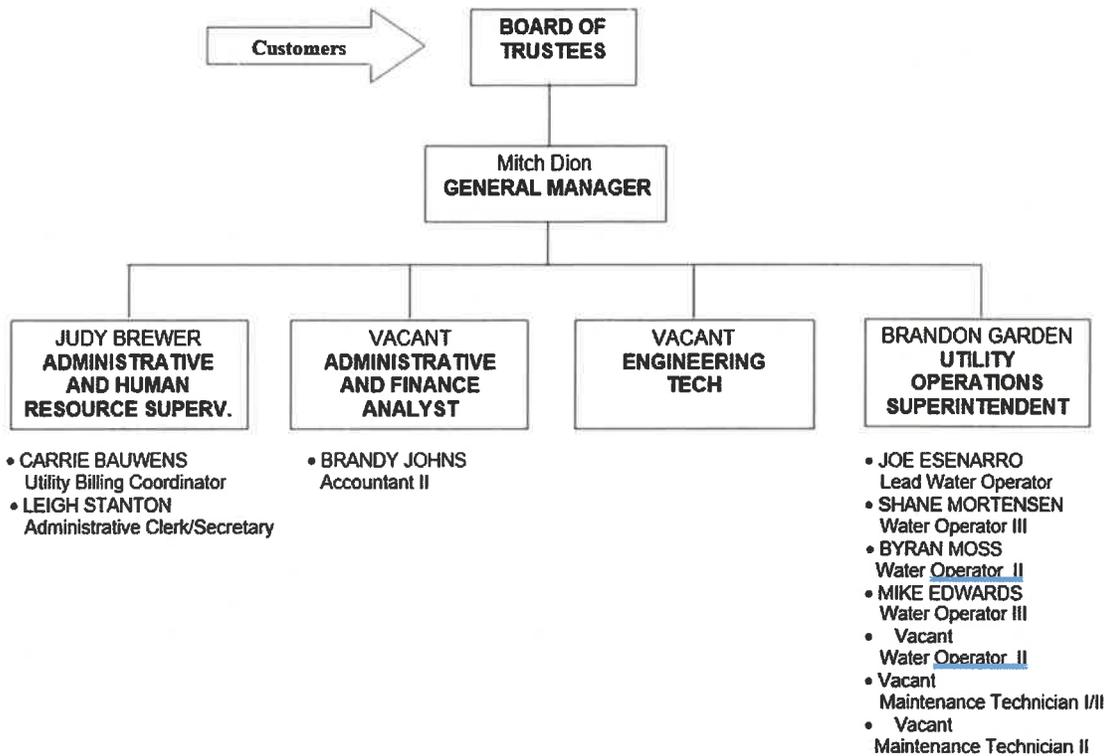 Customers
BOARD OF
TRUSTEES
Mitch Dion
GENERAL MANAGER
JUDY BREWER
ADMINISTRATIVE
AND HUMAN
RESOURCE SUPERV.
VACANT
ADMINISTRATIVE
AND FINANCE
ANALYST
VACANT
ENGINEERING
TECH
BRANDON GARDEN
UTILITY
OPERATIONS
SUPERINTENDENT
• CARRIE BAUWENS
Utility Billing Coordinator
• LEIGH STANTON
Administrative Clerk/Secretary
• BRANDY JOHNS
Accountant II
• JOE ESENARRO
Lead Water Operator
• SHANE MORTENSEN
Water Operator III
• BYRAN MOSS
Water Operator II
• MIKE EDWARDS
Water Operator III
• Vacant
Water Operator II
• Vacant
Maintenance Technician I/II
• Vacant
Maintenance Technician II